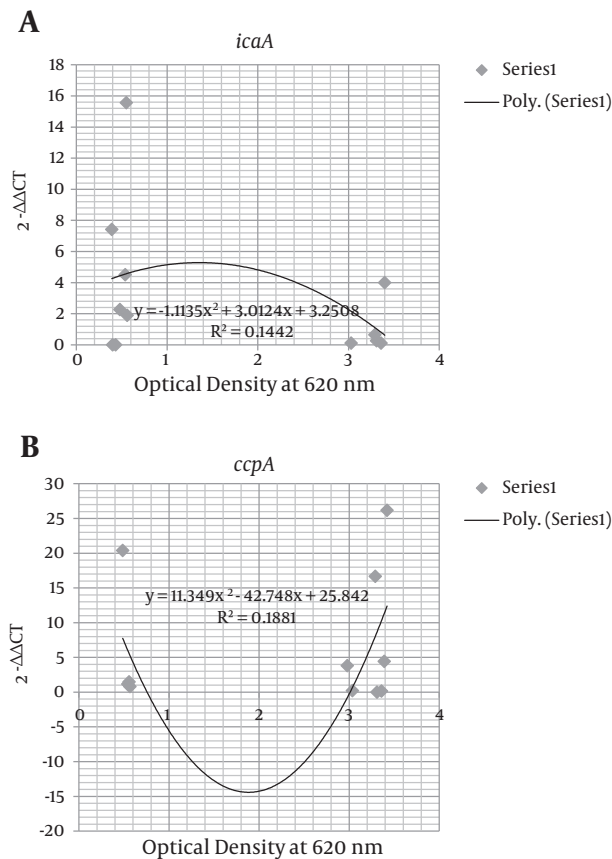 A
icaA
18
16
14
12
10
8
6
4
2
0
2 -ΔΔCT
y = -1.1135x² + 3.0124x + 3.2508
R² = 0.1442
0 1 2 3 4
Optical Density at 620 nm
Series1
Poly. (Series1)
B
ccpA
30
25
20
15
10
5
0
-5
-10
-15
-20
2 -ΔΔCT
y = 11.349x² - 42.748x + 25.842
R² = 0.1881
0 1 2 3 4
Optical Density at 620 nm
Series1
Poly. (Series1)